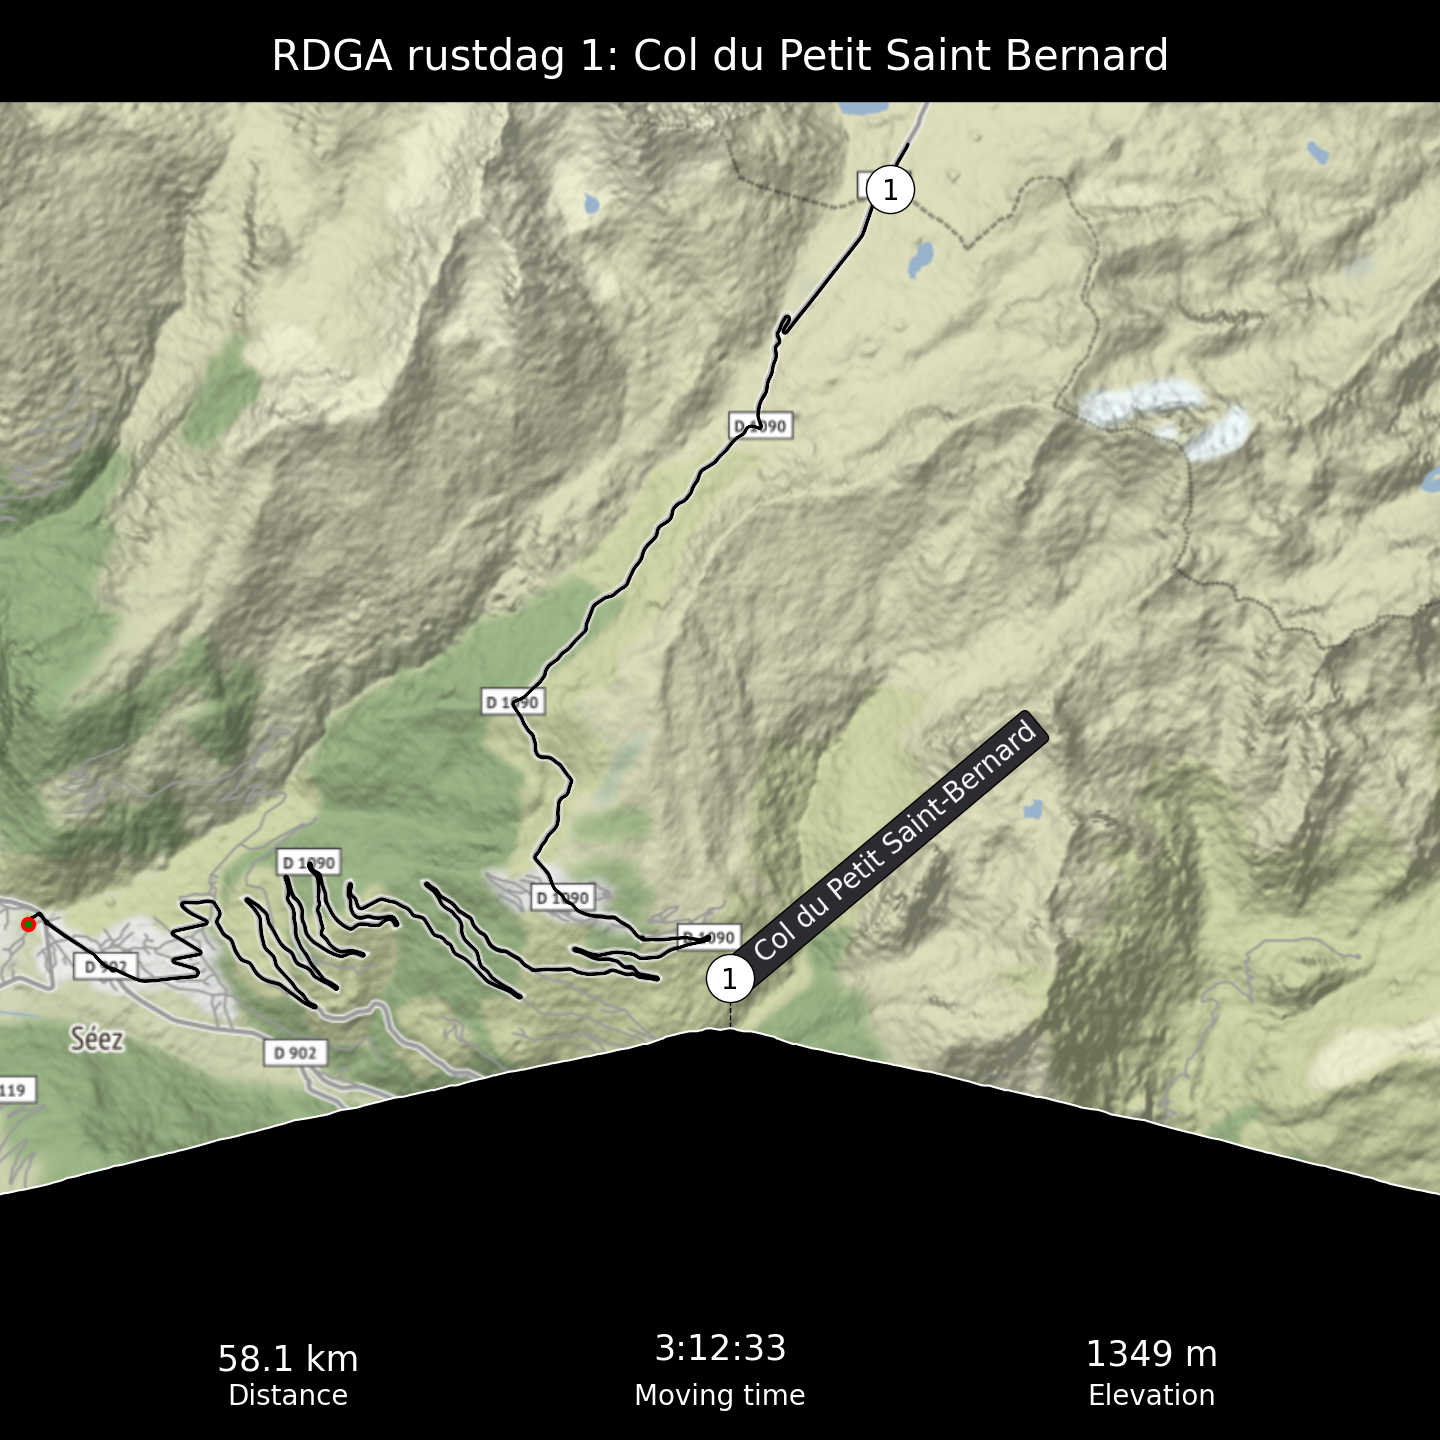 RDGA rustdag 1: Col du Petit Saint Bernard
1
D 1090
D 1090
D 1090
D 1090
D 1090
D 902
Séez
D 902
119
Col du Petit Saint-Bernard
1
58.1 km
Distance
3:12:33
Moving time
1349 m
Elevation